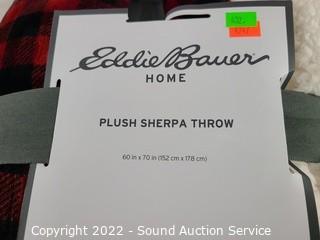 Eddie Bauer
HOME
PLUSH SHERPA THROW
60 in x 70 in (152 cm x 178 cm)
Copyright 2022 - Sound Auction Service